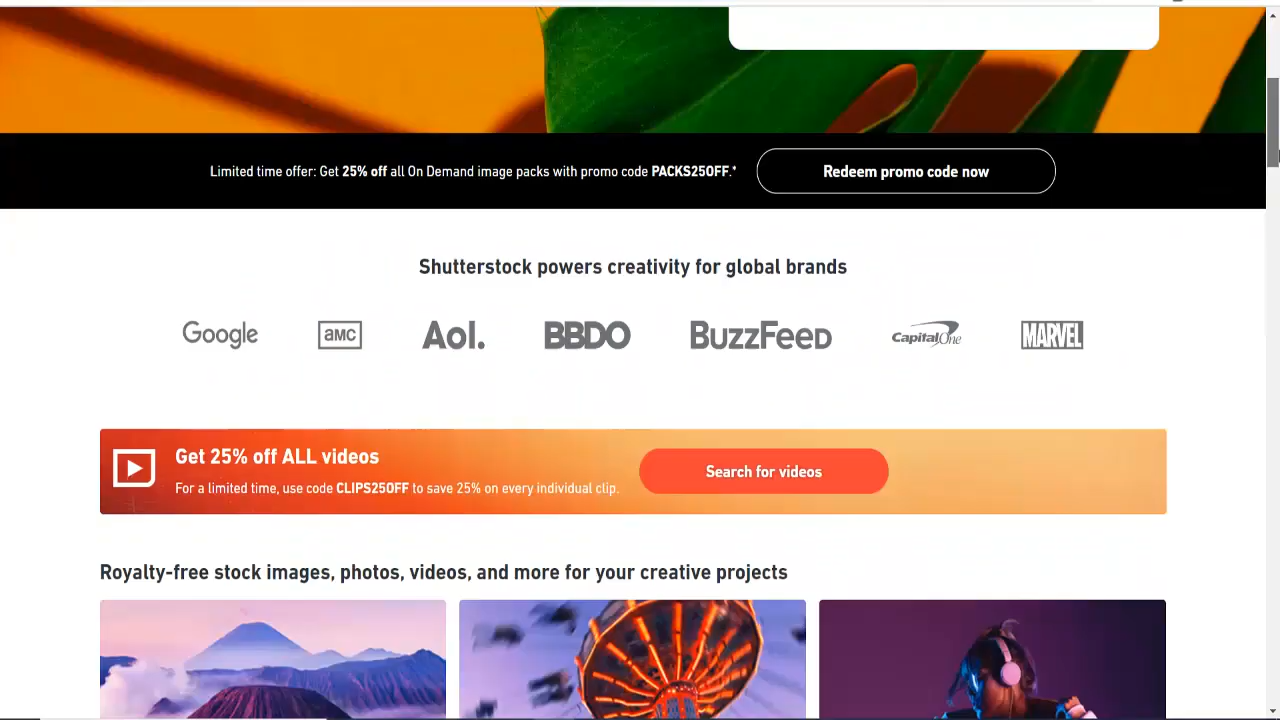 Limited time offer: Get 25% off all On Demand image packs with promo code PACKS25OFF.*
Redeem promo code now
Shutterstock powers creativity for global brands
Google
aMC
Aol.
BBDO
BuzzFeed
Capital One
MARVEL
Get 25% off ALL videos
For a limited time, use code CLIPS25OFF to save 25% on every individual clip.
Search for videos
Royalty-free stock images, photos, videos, and more for your creative projects